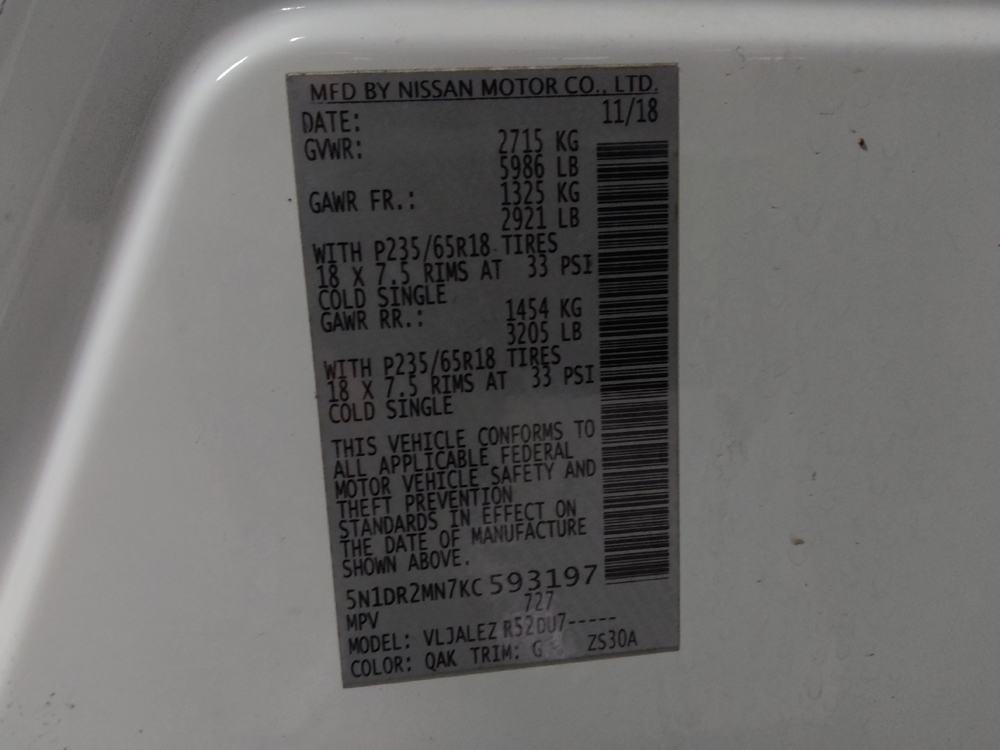 MFD BY NISSAN MOTOR CO., LTD.
DATE: 11/18
GVWR: 2715 KG
5986 LB
GAWR FR.: 1325 KG
2921 LB
WITH P235/65R18 TIRES
18 X 7.5 RIMS AT 33 PSI
COLD SINGLE
GAWR RR.: 1454 KG
3205 LB
WITH P235/65R18 TIRES
18 X 7.5 RIMS AT 33 PSI
COLD SINGLE
THIS VEHICLE CONFORMS TO
ALL APPLICABLE FEDERAL
MOTOR VEHICLE SAFETY AND
THEFT PREVENTION
STANDARDS IN EFFECT ON
THE DATE OF MANUFACTURE
SHOWN ABOVE.
5N1DR2MN7KC593197
MPV 727
MODEL: VLJALEZ R52DU7-----
COLOR: QAK TRIM: G ZS30A